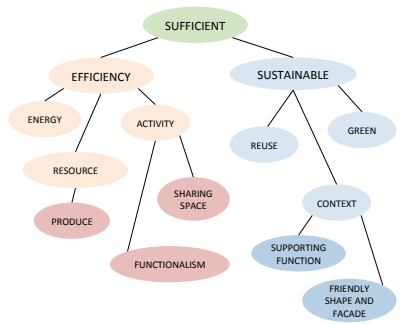 SUFFICIENT
EFFICIENCY
SUSTAINABLE
ENERGY
ACTIVITY
GREEN
REUSE
RESOURCE
SHARING
SPACE
CONTEXT
PRODUCE
SUPPORTING
FUNCTION
FUNCTIONALISM
FRIENDLY
SHAPE AND
FACADE